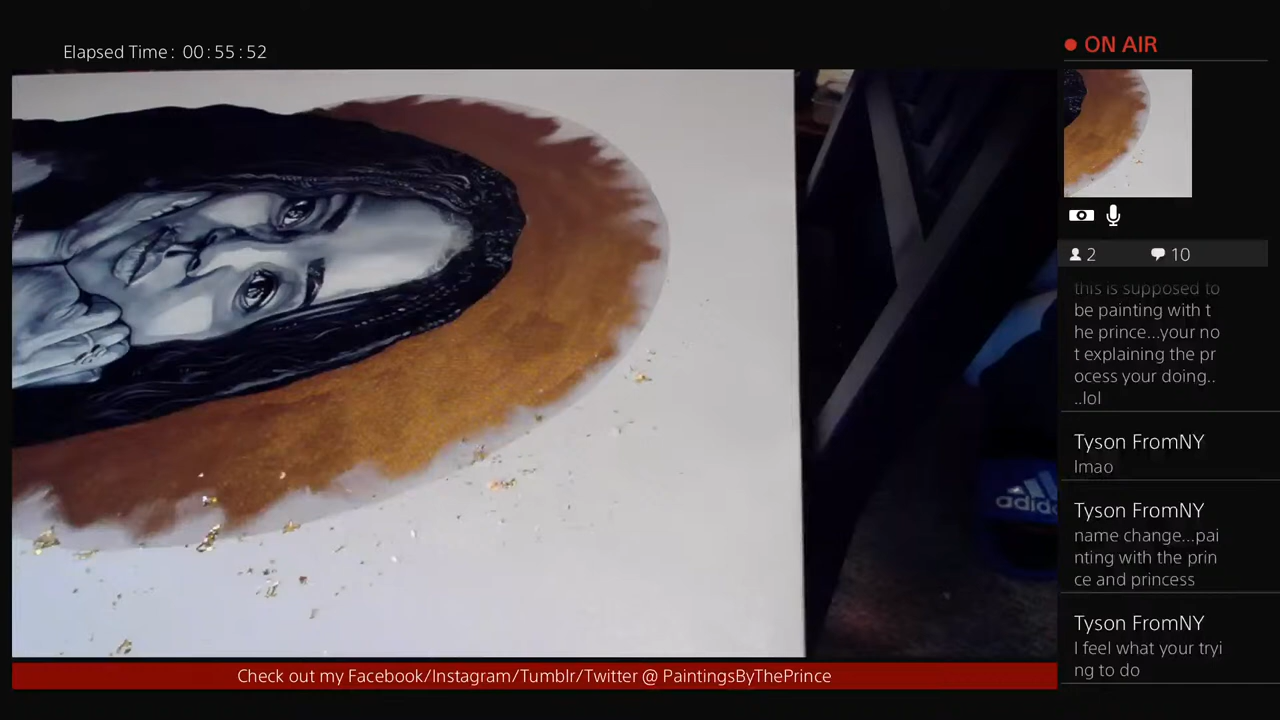 Elapsed Time: 00:55:52
ON AIR
2
10
this is supposed to
be painting with t
he prince...your no
t explaining the pr
ocess your doing..
..lol
Tyson FromNY
lmao
Tyson FromNY
name change...pai
nting with the prin
ce and princess
Tyson FromNY
I feel what your tryi
ng to do
adidas
Check out my Facebook/Instagram/Tumblr/Twitter @ PaintingsByThePrince